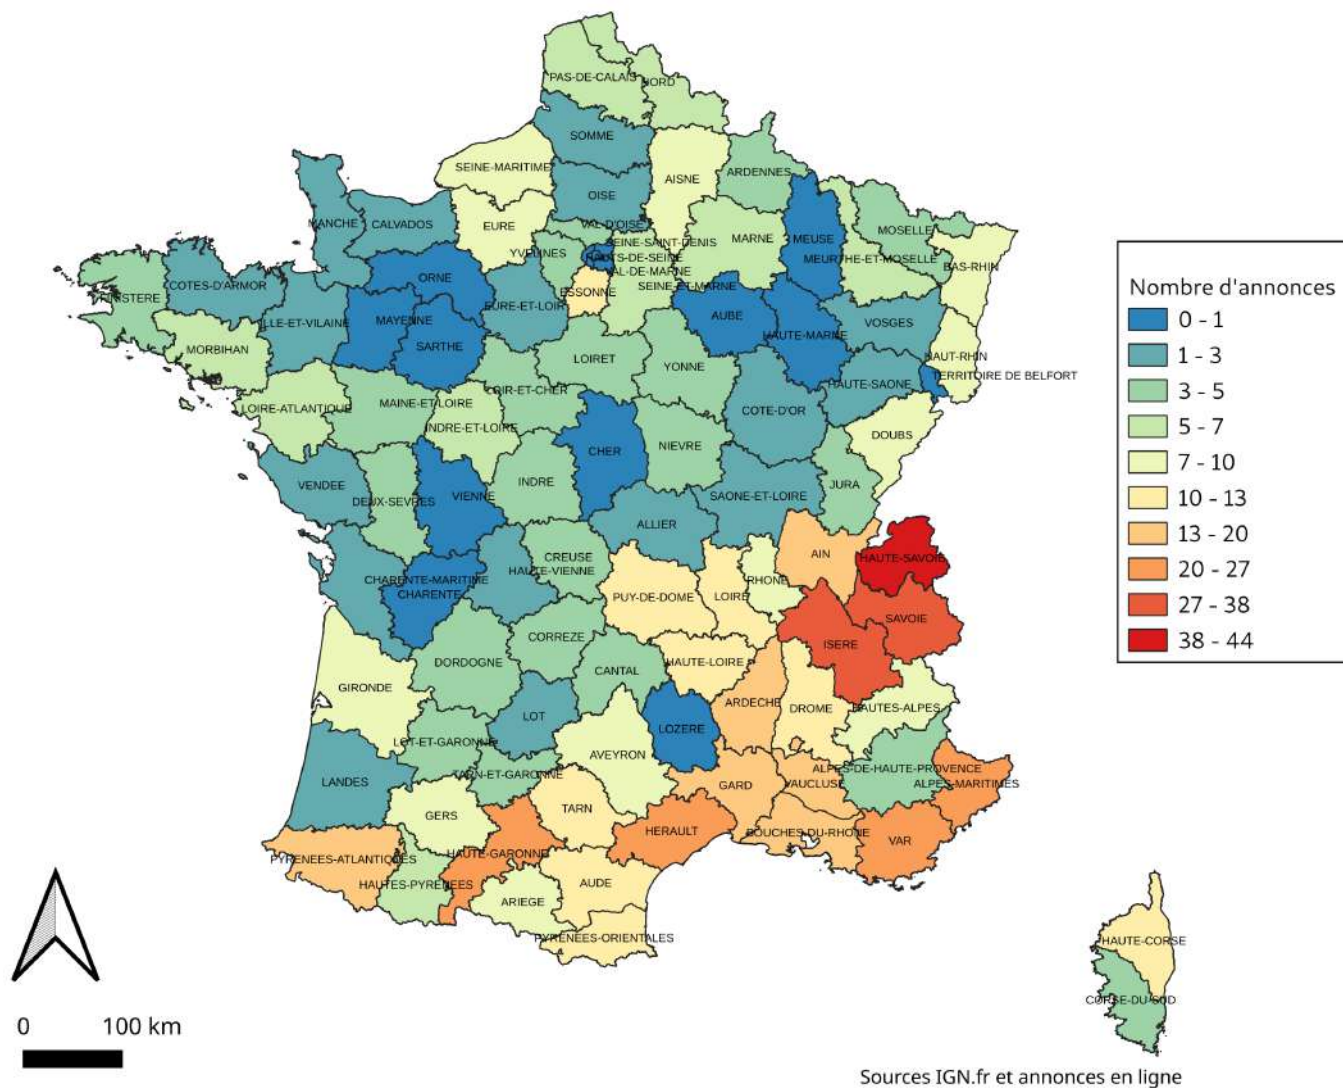 PAS-DE-CALAIS
NORD
SOMME
SEINE-MARITIME
AISNE
ARDENNES
OISE
MANCHE
CALVADOS
EURE
VAL-D'OISE
MOSELLE
SEINE-SAINT-DENIS
MARNE
MEUSE
YVELINES
HAUTS-DE-SEINE
MEURTHE-ET-MOSELLE
BAS-RHIN
VAL-DE-MARNE
ORNE
FINISTERE
COTES-D'ARMOR
ESSONNE
SEINE-ET-MARNE
EURE-ET-LOIR
ILLE-ET-VILAINE
MAYENNE
AUBE
VOSGES
HAUTE-MARNE
SARTHE
MORBIHAN
LOIRET
HAUT-RHIN
YONNE
TERRITOIRE DE BELFORT
HAUTE-SAONE
LOIR-ET-CHER
LOIRE-ATLANTIQUE
MAINE-ET-LOIRE
COTE-D'OR
INDRE-ET-LOIRE
DOUBS
NIEVRE
CHER
INDRE
VENDEE
JURA
DEUX-SEVRES
VIENNE
SAONE-ET-LOIRE
ALLIER
CREUSE
AIN
HAUTE-SAVOIE
HAUTE-VIENNE
CHARENTE-MARITIME
RHONE
CHARENTE
PUY-DE-DOME
LOIRE
SAVOIE
CORREZE
ISERE
DORDOGNE
HAUTE-LOIRE
CANTAL
GIRONDE
ARDECHE
DROME
HAUTES-ALPES
LOT
LOZERE
LOT-ET-GARONNE
AVEYRON
ALPES-DE-HAUTE-PROVENCE
TARN-ET-GARONNE
LANDES
GARD
VAUCLUSE
ALPES-MARITIMES
TARN
GERS
HERAULT
BOUCHES-DU-RHONE
VAR
HAUTE-GARONNE
PYRENEES-ATLANTIQUES
HAUTES-PYRENEES
AUDE
ARIEGE
PYRENEES-ORIENTALES
HAUTE-CORSE
CORSE-DU-SUD
Nombre d'annonces
0 - 1
1 - 3
3 - 5
5 - 7
7 - 10
10 - 13
13 - 20
20 - 27
27 - 38
38 - 44
0 100 km
Sources IGN.fr et annonces en ligne